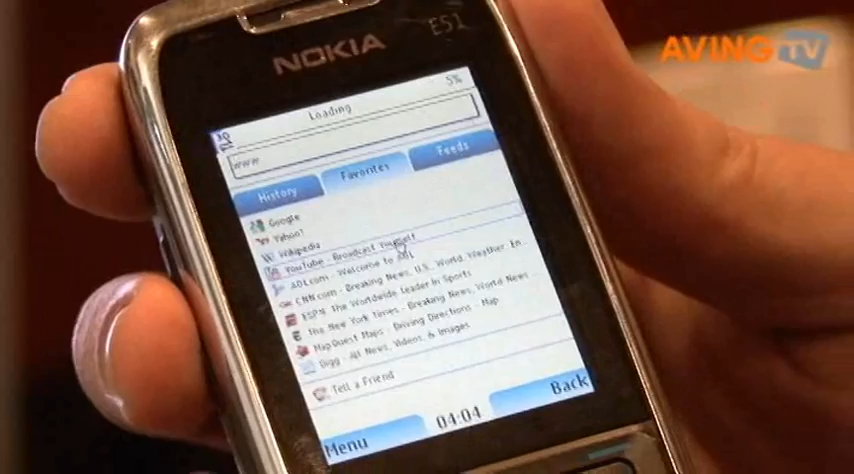 AVING TV
NOKIA E51
3G Loading 5%
www
History Favorites Feeds
Google
Yahoo!
Wikipedia
YouTube - Broadcast Yourself
AOL.com - Welcome to AOL
CNN.com - Breaking News, U.S., World, Weather, En
ESPN: The Worldwide Leader In Sports
The New York Times - Breaking News, World News
MapQuest Maps - Driving Directions - Map
Digg - All News, Videos, & Images
Tell a Friend
Menu 04:04 Back